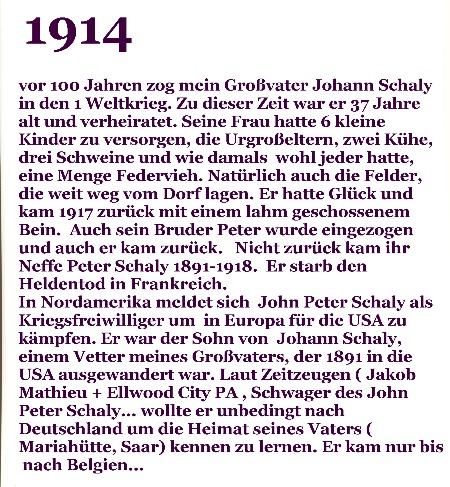 1914
vor 100 Jahren zog mein Großvater Johann Schaly
in den 1 Weltkrieg. Zu dieser Zeit war er 37 Jahre
alt und verheiratet. Seine Frau hatte 6 kleine
Kinder zu versorgen, die Urgroßeltern, zwei Kühe,
drei Schweine und wie damals  wohl jeder hatte,
eine Menge Federvieh. Natürlich auch die Felder,
die weit weg vom Dorf lagen. Er hatte Glück und
kam 1917 zurück mit einem lahm geschossenem
Bein.  Auch sein Bruder Peter wurde eingezogen
und auch er kam zurück.   Nicht zurück kam ihr
Neffe Peter Schaly 1891-1918.  Er starb den
Heldentod in Frankreich.
In Nordamerika meldet sich  John Peter Schaly als
Kriegsfreiwilliger um  in Europa für die USA zu
kämpfen. Er war der Sohn von  Johann Schaly,
einem Vetter meines Großvaters, der 1891 in die
USA ausgewandert war. Laut Zeitzeugen ( Jakob
Mathieu + Ellwood City PA , Schwager des John
Peter Schaly... wollte er unbedingt nach
Deutschland um die Heimat seines Vaters (
Mariahütte, Saar) kennen zu lernen. Er kam nur bis
nach Belgien...